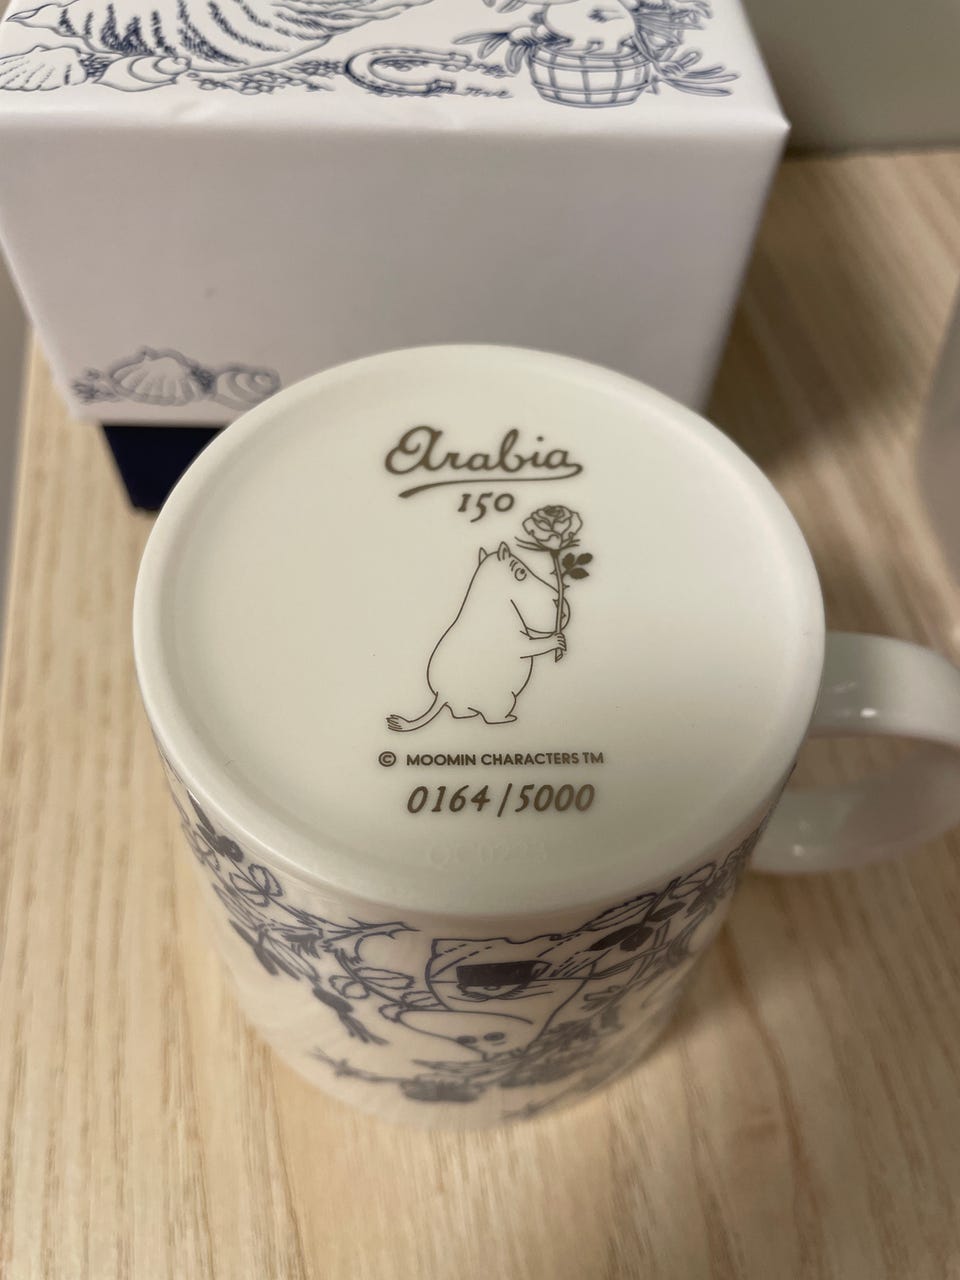 Arabia
150
© MOOMIN CHARACTERS TM
0164/5000